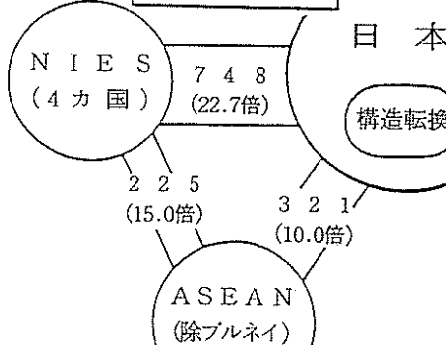 日本
NIES
(4カ国)
748
(22.7倍)
構造転換
225
(15.0倍)
321
(10.0倍)
ASEAN
(除ブルネイ)